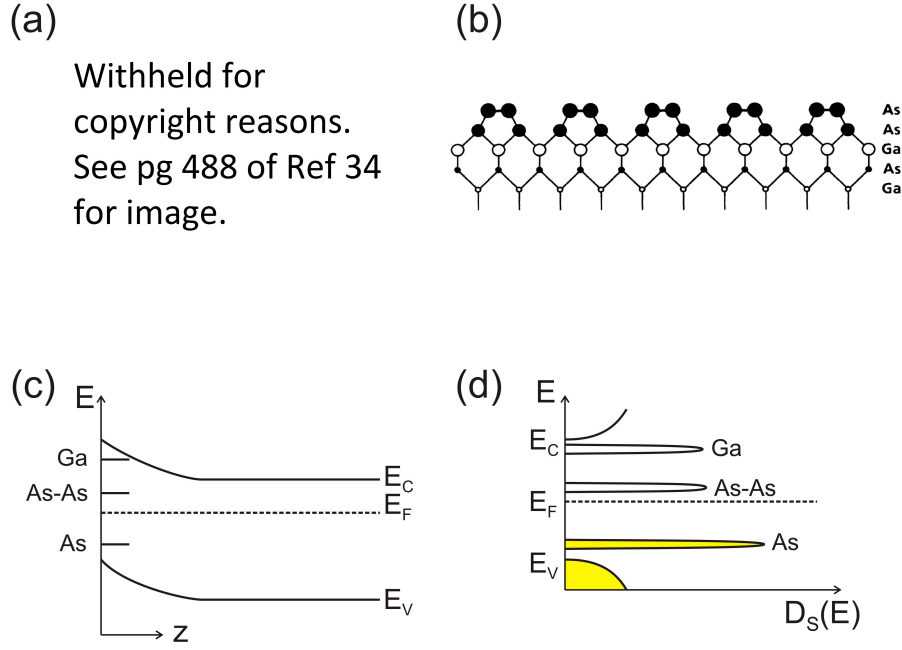 (a)
Withheld for
copyright reasons.
See pg 488 of Ref 34
for image.
(b)
As
As
Ga
As
Ga
(c)
E
Ga
As-As
As
E_C
E_F
E_V
z
(d)
E
E_C
E_F
E_V
Ga
As-As
As
D_S(E)